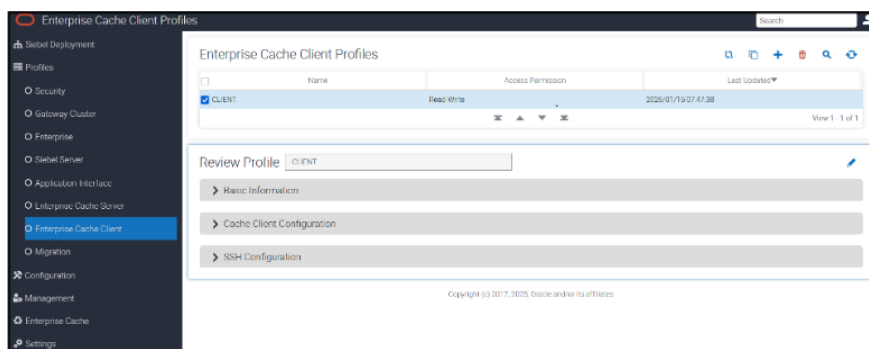 Enterprise Cache Client Profiles
Search
Siebel Deployment
Profiles
Security
Gateway Cluster
Enterprise
Siebel Server
Application Interface
Enterprise Cache Server
Enterprise Cache Client
Migration
Configuration
Management
Enterprise Cache
Settings
Enterprise Cache Client Profiles
Name Access Permission Last Updated
CLIENT Read Write 2026/01/15 07:47:38
View 1 - 1 of 1
Review Profile CLIENT
Basic Information
Cache Client Configuration
SSH Configuration
Copyright (c) 2017, 2025, Oracle and/or its affiliates